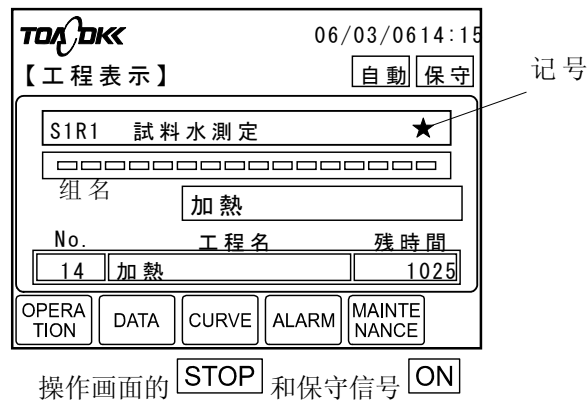 TOADKK 06/03/0614:15
【工程表示】 自動 保守 记号
S1R1 試料水測定 ★
组名
加熱
No. 工程名 残時間
14 加熱 1025
OPERATION DATA CURVE ALARM MAINTENANCE
操作画面的 STOP 和保守信号 ON